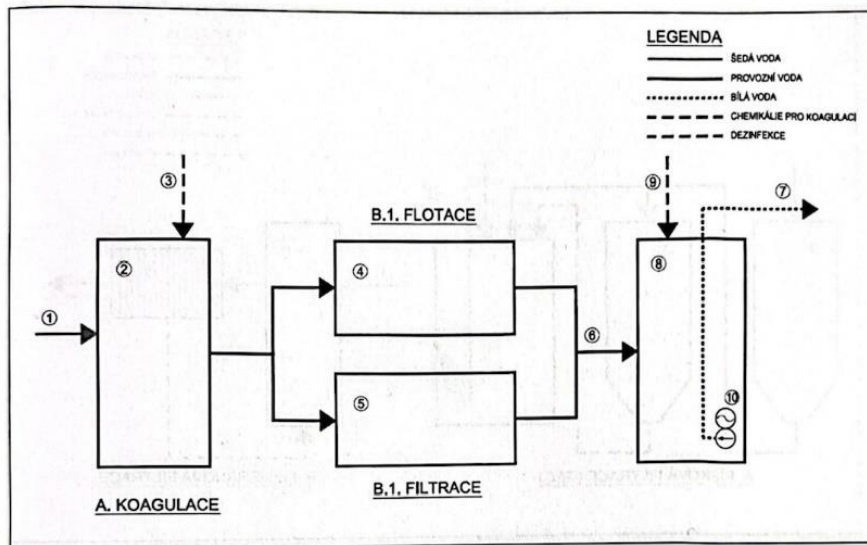 LEGENDA
ŠEDÁ VODA
PROVOZNÍ VODA
BÍLÁ VODA
CHEMIKÁLIE PRO KOAGULACI
DEZINFEKCE
③
⑨
⑦
B.1. FLOTACE
②
④
⑧
①
⑥
⑤
⑩
A. KOAGULACE
B.1. FILTRACE